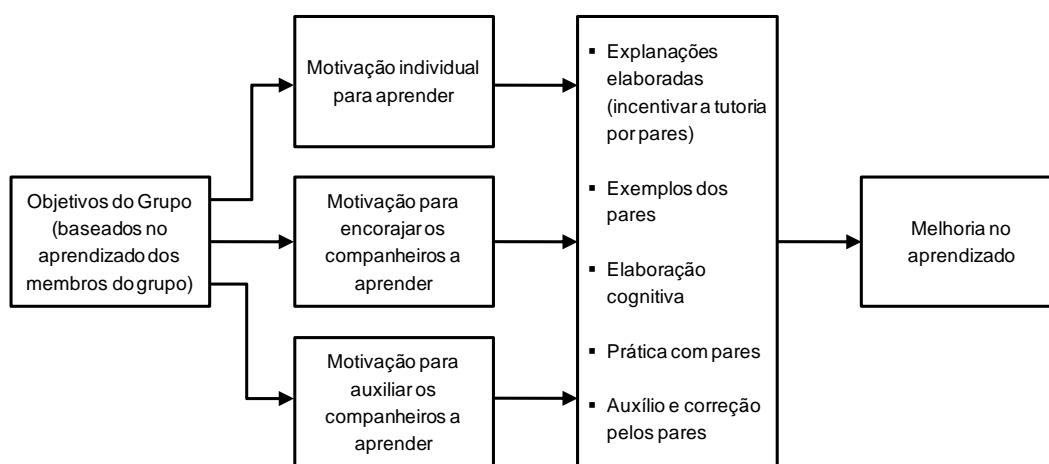 Objetivos do Grupo
(baseados no
aprendizado dos
membros do grupo)
Motivação individual
para aprender
Motivação para
encorajar os
companheiros a
aprender
Motivação para
auxiliar os
companheiros a
aprender
▪ Explanações
elaboradas
(incentivar a tutoria
por pares)
▪ Exemplos dos
pares
▪ Elaboração
cognitiva
▪ Prática com pares
▪ Auxílio e correção
pelos pares
Melhoria no
aprendizado